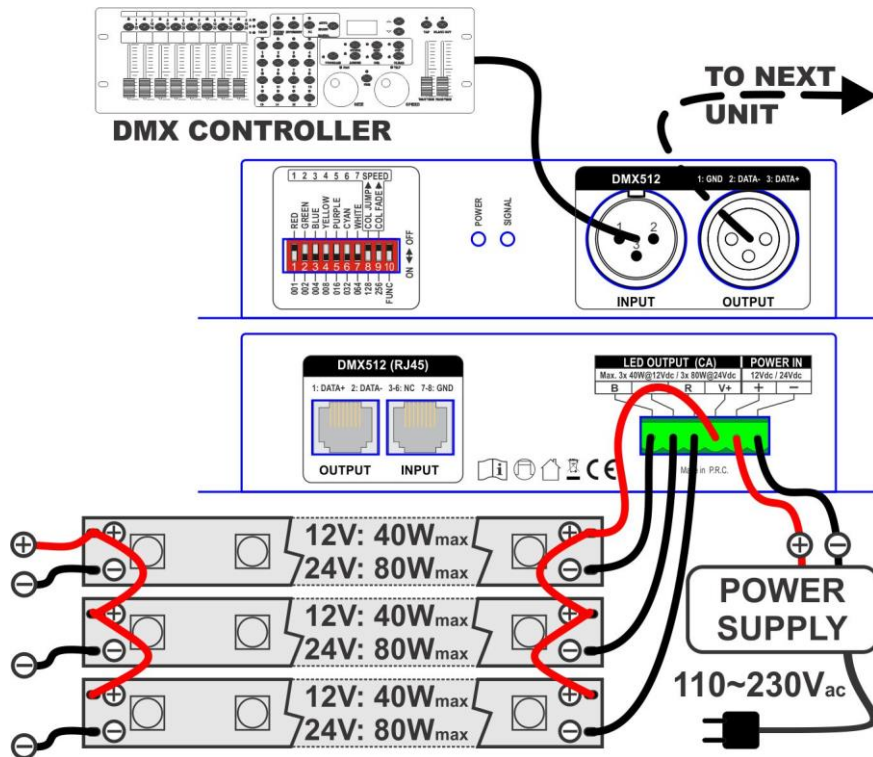 DMX CONTROLLER
TO NEXT
UNIT
1 2 3 4 5 6 7 SPEED
RED
GREEN
BLUE
YELLOW
PURPLE
CYAN
WHITE
COL JUMP
COL FADE
1 2 3 4 5 6 7 8 9 10
ON OFF
001
002
004
008
016
032
064
128
256
FUNC
POWER
SIGNAL
DMX512 1: GND 2: DATA- 3: DATA+
1 2
3
INPUT OUTPUT
DMX512 (RJ45)
1: DATA+ 2: DATA- 3-6: NC 7-8: GND
OUTPUT INPUT
LED OUTPUT (CA) POWER IN
Max. 3x 40W@12Vdc / 3x 80W@24Vdc 12Vdc / 24Vdc
B R V+ + −
i CE
Made in P.R.C.
+ + 12V: 40Wmax +
− − 24V: 80Wmax −
+ 12V: 40Wmax +
− − 24V: 80Wmax −
+ 12V: 40Wmax +
− − 24V: 80Wmax −
+ −
POWER
SUPPLY
110~230Vac